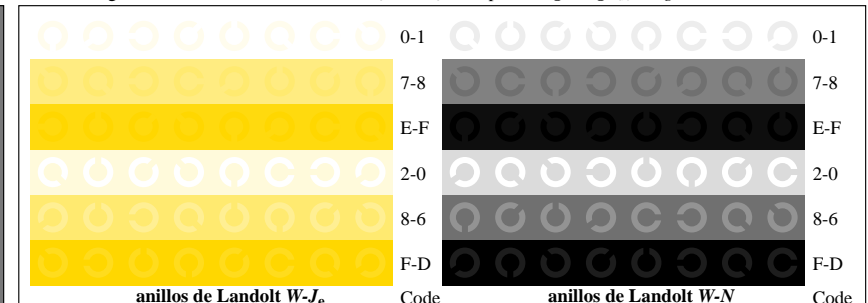 0-1 0-1
7-8 7-8
E-F E-F
2-0 2-0
8-6 8-6
F-D F-D
anillos de Landolt W-Je Code anillos de Landolt W-N Code